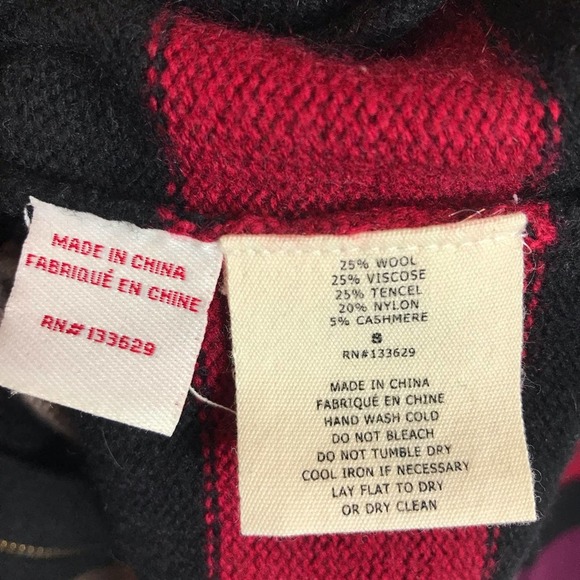 MADE IN CHINA
FABRIQUÉ EN CHINE
RN#133629
25% WOOL
25% VISCOSE
25% TENCEL
20% NYLON
5% CASHMERE
S
RN#133629
MADE IN CHINA
FABRIQUÉ EN CHINE
HAND WASH COLD
DO NOT BLEACH
DO NOT TUMBLE DRY
COOL IRON IF NECESSARY
LAY FLAT TO DRY
OR DRY CLEAN